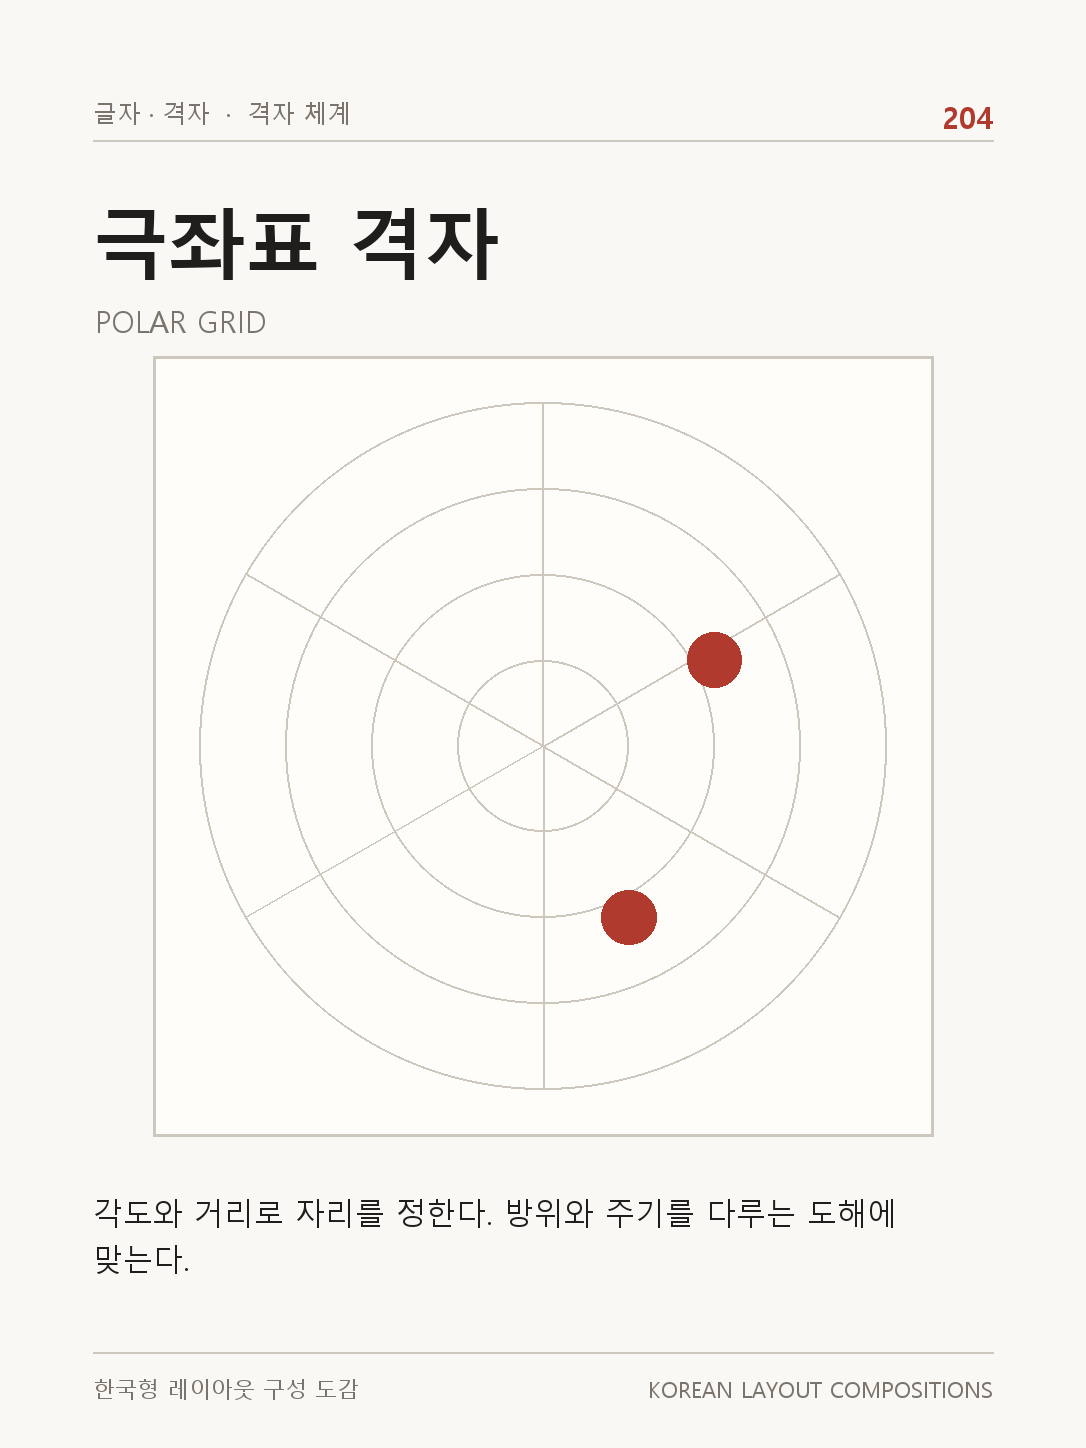 글자 · 격자 · 격자 체계
204
극좌표 격자
POLAR GRID
각도와 거리로 자리를 정한다. 방위와 주기를 다루는 도해에
맞는다.
한국형 레이아웃 구성 도감
KOREAN LAYOUT COMPOSITIONS